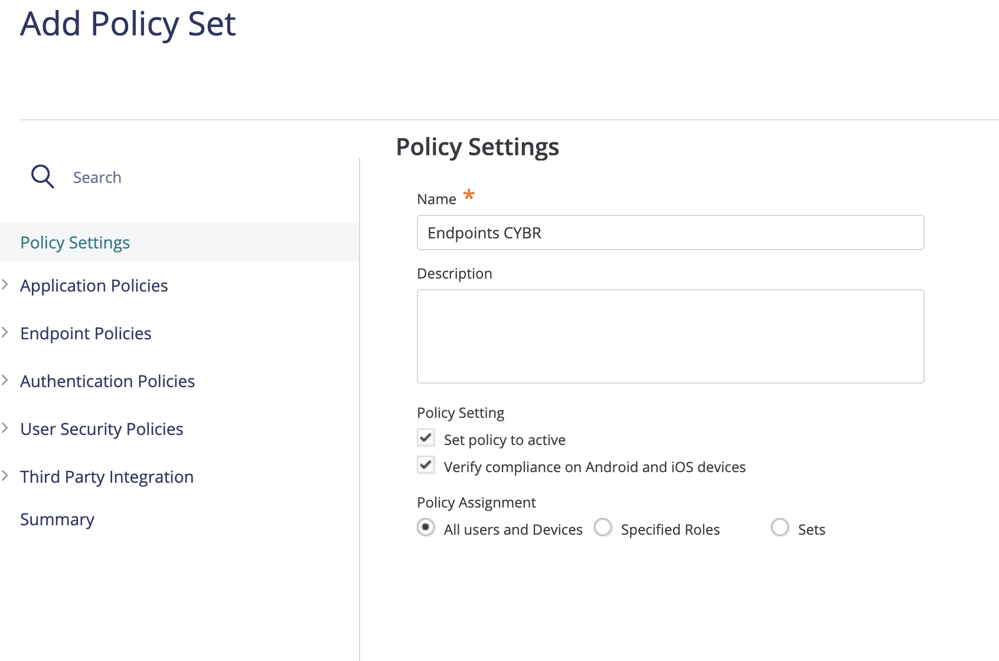 Add Policy Set
Search
Policy Settings
Application Policies
Endpoint Policies
Authentication Policies
User Security Policies
Third Party Integration
Summary
Policy Settings
Name *
Endpoints CYBR
Description
Policy Setting
Set policy to active
Verify compliance on Android and iOS devices
Policy Assignment
All users and Devices Specified Roles Sets